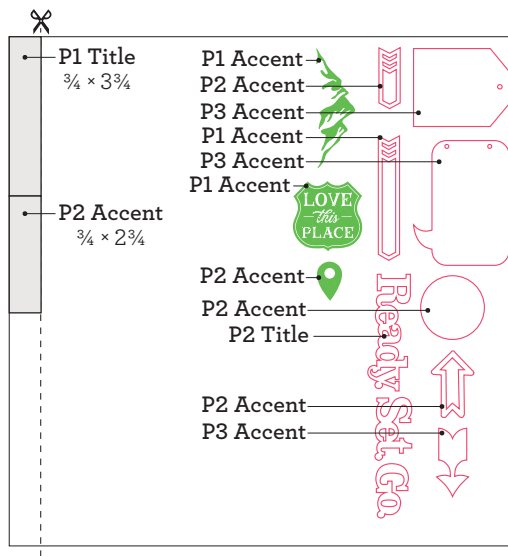 P1 Title
¾ × 3¾
P2 Accent
¾ × 2¾
P1 Accent
P2 Accent
P3 Accent
P1 Accent
P3 Accent
P1 Accent
LOVE
this
PLACE
P2 Accent
P2 Accent
P2 Title
Ready. Set. Go.
P2 Accent
P3 Accent